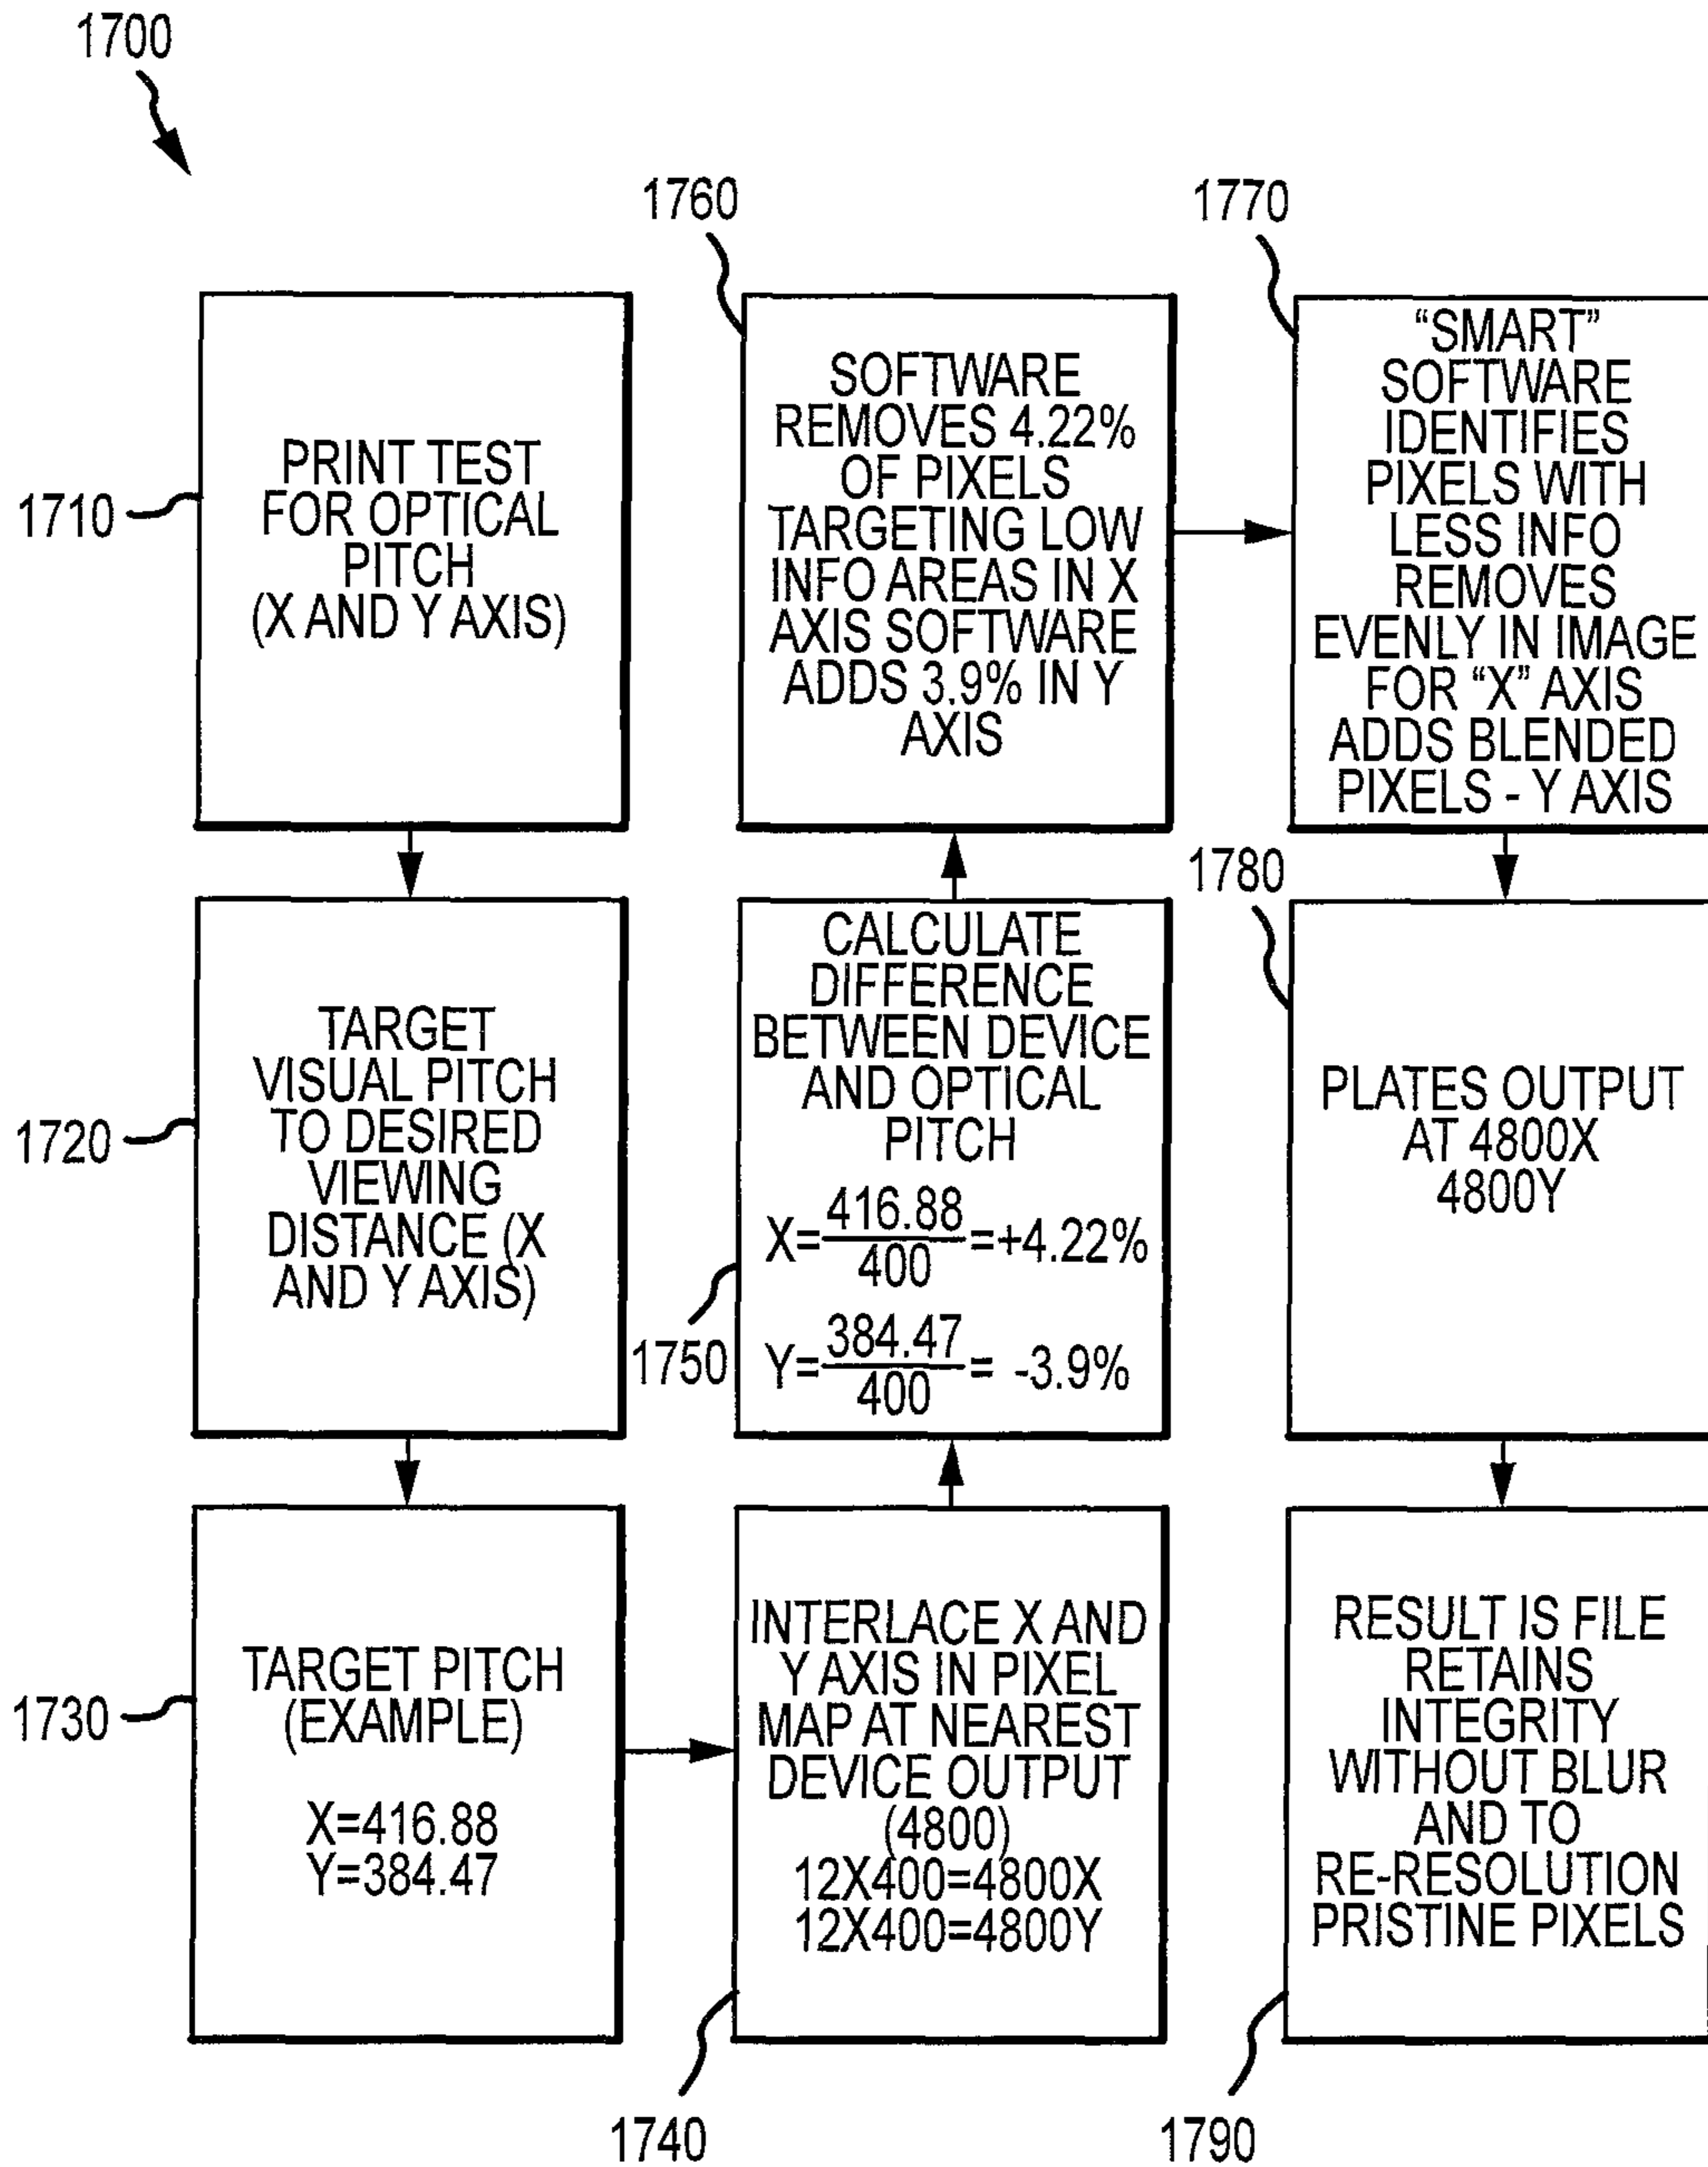 1700
1710
PRINT TEST
FOR OPTICAL
PITCH
(X AND Y AXIS)
1720
TARGET
VISUAL PITCH
TO DESIRED
VIEWING
DISTANCE (X
AND Y AXIS)
1730
TARGET PITCH
(EXAMPLE)
X=416.88
Y=384.47
1740
INTERLACE X AND
Y AXIS IN PIXEL
MAP AT NEAREST
DEVICE OUTPUT
(4800)
12X400=4800X
12X400=4800Y
1750
CALCULATE
DIFFERENCE
BETWEEN DEVICE
AND OPTICAL
PITCH
X=416.88/400=+4.22%
Y=384.47/400= -3.9%
1760
SOFTWARE
REMOVES 4.22%
OF PIXELS
TARGETING LOW
INFO AREAS IN X
AXIS SOFTWARE
ADDS 3.9% IN Y
AXIS
1770
“SMART”
SOFTWARE
IDENTIFIES
PIXELS WITH
LESS INFO
REMOVES
EVENLY IN IMAGE
FOR “X” AXIS
ADDS BLENDED
PIXELS - Y AXIS
1780
PLATES OUTPUT
AT 4800X
4800Y
1790
RESULT IS FILE
RETAINS
INTEGRITY
WITHOUT BLUR
AND TO
RE-RESOLUTION
PRISTINE PIXELS